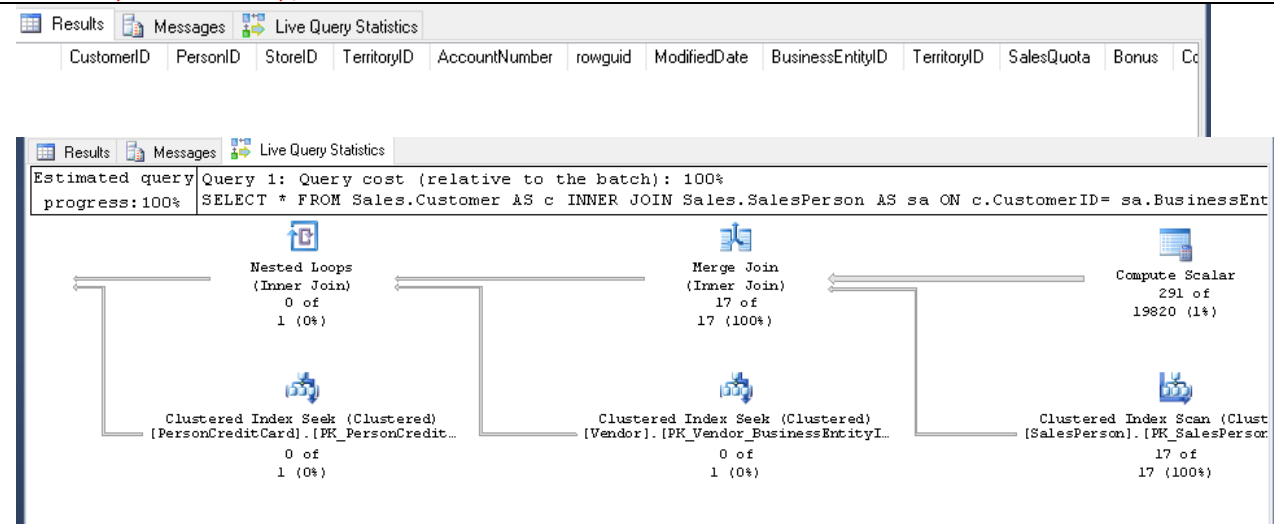 Results Messages Live Query Statistics
CustomerID PersonID StoreID TerritoryID AccountNumber rowguid ModifiedDate BusinessEntityID TerritoryID SalesQuota Bonus Co
Results Messages Live Query Statistics
Estimated query progress:100%
Query 1: Query cost (relative to the batch): 100%
SELECT * FROM Sales.Customer AS c INNER JOIN Sales.SalesPerson AS sa ON c.CustomerID= sa.BusinessEnt
Nested Loops
(Inner Join)
0 of
1 (0%)
Merge Join
(Inner Join)
17 of
17 (100%)
Compute Scalar
291 of
19820 (1%)
Clustered Index Seek (Clustered)
[PersonCreditCard].[PK_PersonCredit…
0 of
1 (0%)
Clustered Index Seek (Clustered)
[Vendor].[PK_Vendor_BusinessEntityI…
0 of
1 (0%)
Clustered Index Scan (Clust
[SalesPerson].[PK_SalesPerson
17 of
17 (100%)